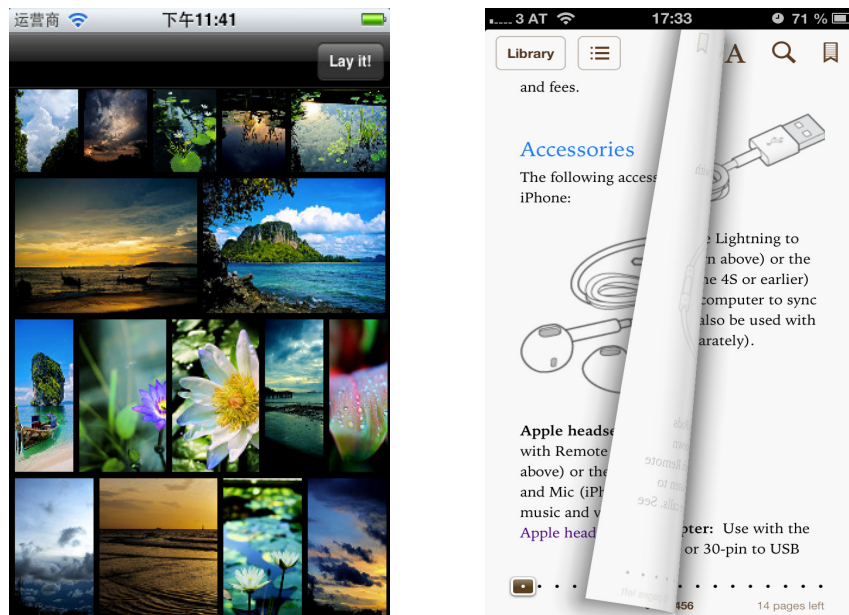 运营商
下午11:41
Lay it!
3 AT
17:33
71 %
Library
A
and fees.
Accessories
The following access
iPhone:
Lightning to
above) or the
4S or earlier)
computer to sync
also be used with
arately).
Apple headse
with Remote
above) or the
and Mic (iPh
music and v
Apple head
pter: Use with the
or 30-pin to USB
456
14 pages left